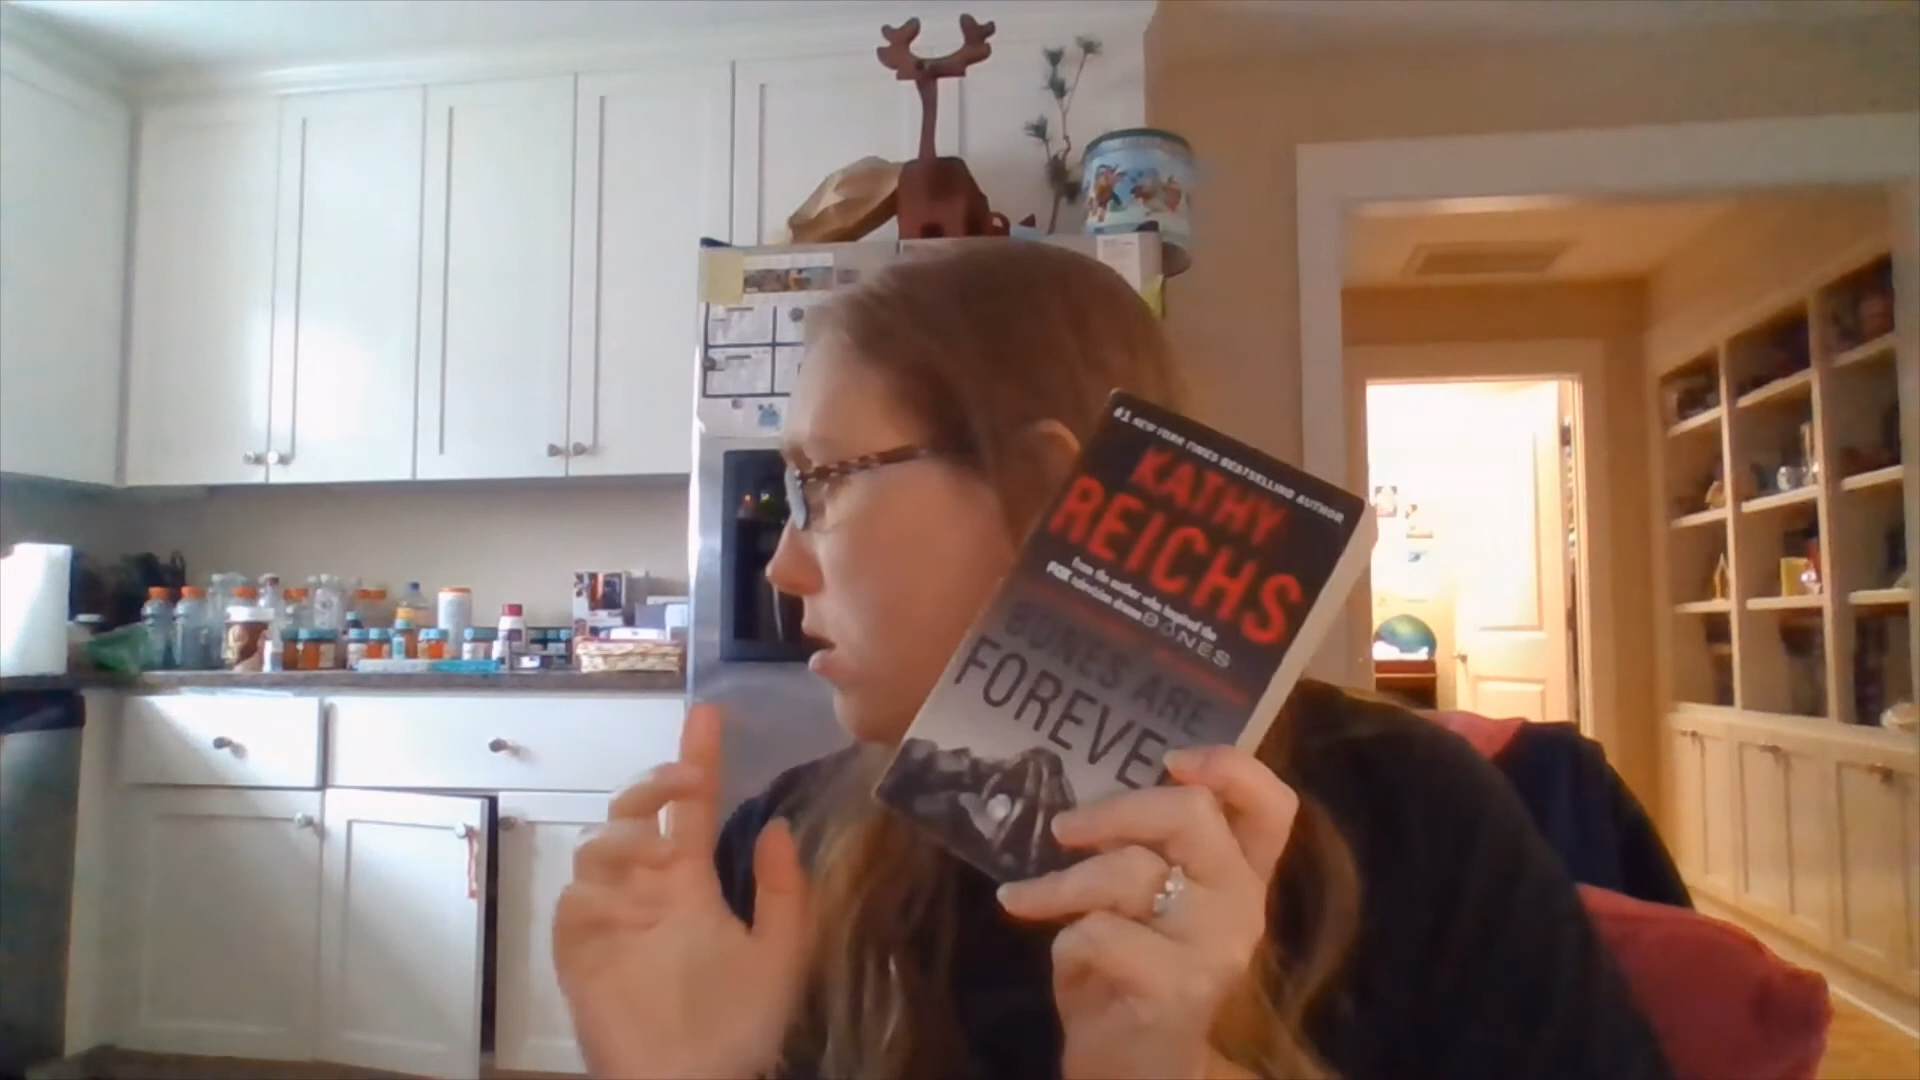 #1 NEW YORK TIMES BESTSELLING AUTHOR
KATHY
REICHS
from the author who inspired the
FOX television drama BONES
BONES ARE
FOREVE